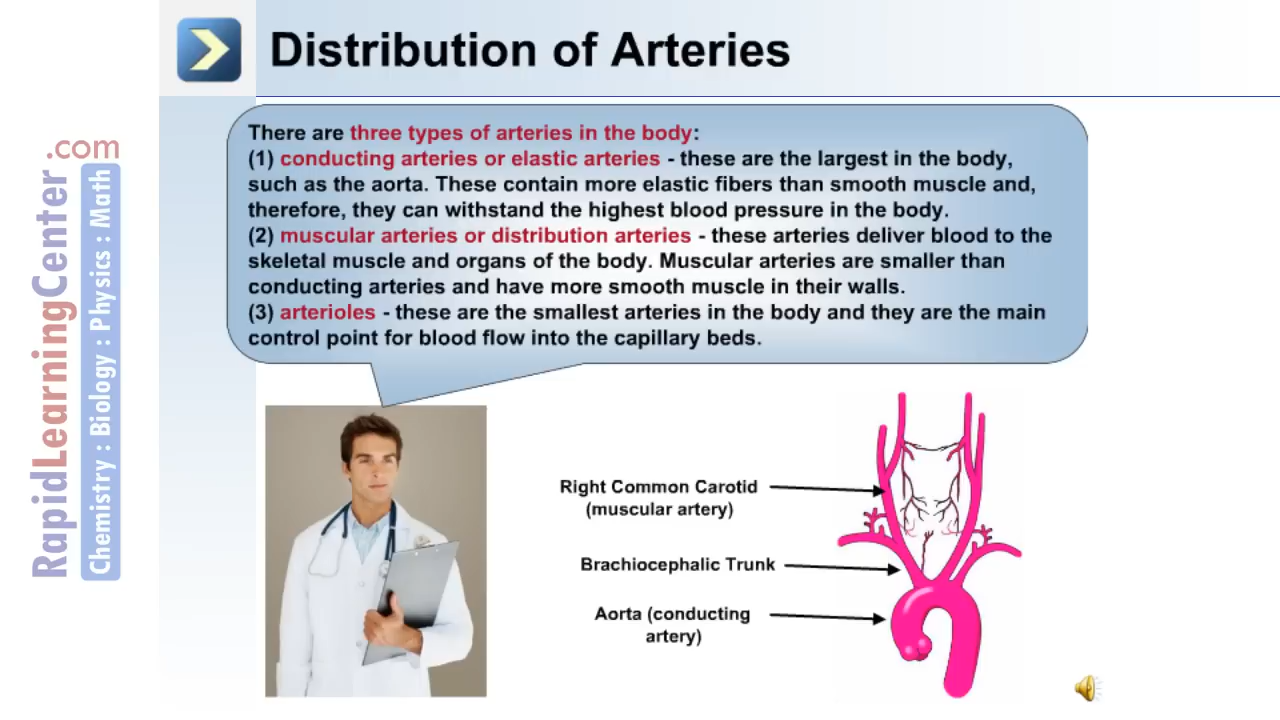 Distribution of Arteries
There are three types of arteries in the body:
(1) conducting arteries or elastic arteries - these are the largest in the body,
such as the aorta. These contain more elastic fibers than smooth muscle and,
therefore, they can withstand the highest blood pressure in the body.
(2) muscular arteries or distribution arteries - these arteries deliver blood to the
skeletal muscle and organs of the body. Muscular arteries are smaller than
conducting arteries and have more smooth muscle in their walls.
(3) arterioles - these are the smallest arteries in the body and they are the main
control point for blood flow into the capillary beds.
Right Common Carotid
(muscular artery)
Brachiocephalic Trunk
Aorta (conducting
artery)
RapidLearningCenter.com
Chemistry : Biology : Physics : Math